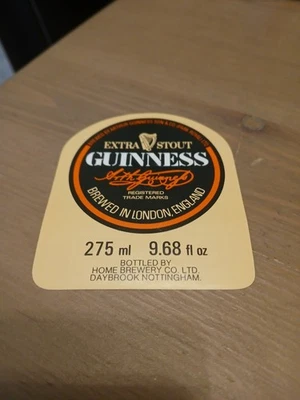 EXTRA STOUT
GUINNESS
REGISTERED
TRADE MARKS
BREWED IN LONDON, ENGLAND
275 ml 9.68 fl oz
BOTTLED BY
HOME BREWERY CO. LTD.
DAYBROOK NOTTINGHAM.